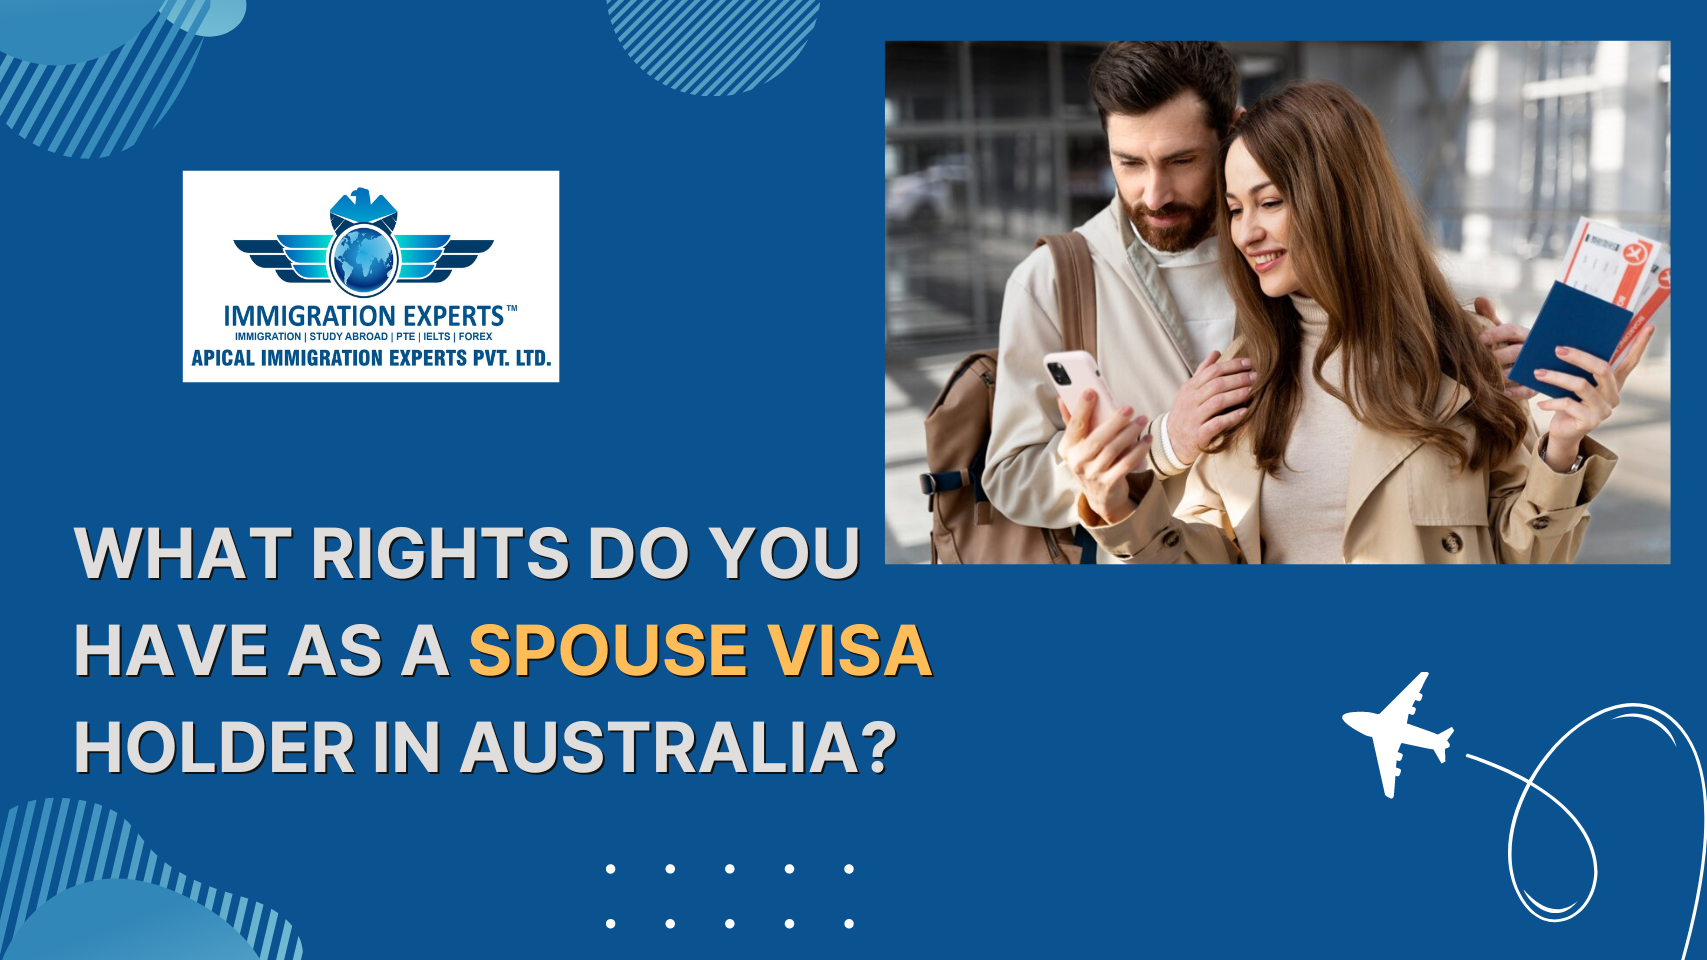 IMMIGRATION EXPERTS™
IMMIGRATION | STUDY ABROAD | PTE | IELTS | FOREX
APICAL IMMIGRATION EXPERTS PVT. LTD.
WHAT RIGHTS DO YOU
HAVE AS A SPOUSE VISA
HOLDER IN AUSTRALIA?